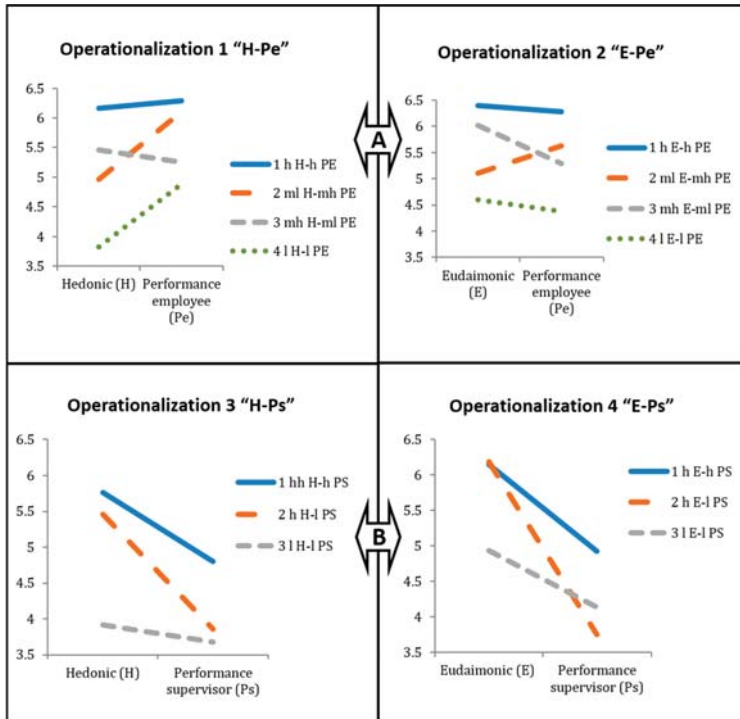 Operationalization 1 “H-Pe”
6.5
6
5.5
5
4.5
4
3.5
Hedonic (H)
Performance
employee
(Pe)
1 h H-h PE
2 ml H-mh PE
3 mh H-ml PE
4 l H-l PE
A
Operationalization 2 “E-Pe”
6.5
6
5.5
5
4.5
4
3.5
Eudaimonic
(E)
Performance
employee
(Pe)
1 h E-h PE
2 ml E-mh PE
3 mh E-ml PE
4 l E-l PE
Operationalization 3 “H-Ps”
6.5
6
5.5
5
4.5
4
3.5
Hedonic (H)
Performance
supervisor (Ps)
1 hh H-h PS
2 h H-l PS
3 l H-l PS
B
Operationalization 4 “E-Ps”
6.5
6
5.5
5
4.5
4
3.5
Eudaimonic (E)
Performance
supervisor (Ps)
1 h E-h PS
2 h E-l PS
3 l E-l PS